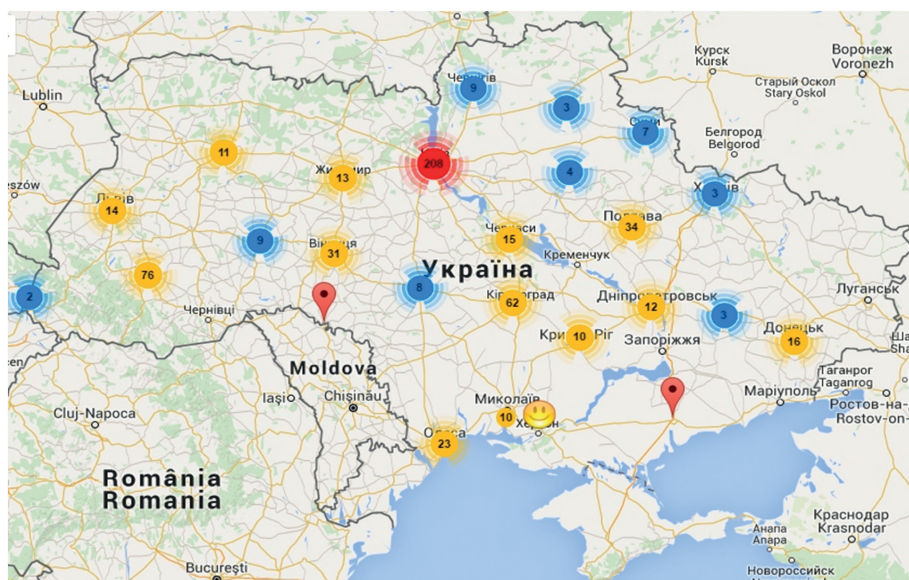 Курск
Kursk
Воронеж
Voronezh
Lublin
Чернігів
9
Старый Оскол
Stary Oskol
3
7
Белгород
Belgorod
11
208
Житомир
13
4
Харків
3
Львів
14
9
Вінниця
31
Черкаси
15
Полтава
34
Кременчук
76
Україна
2
8
Кіровоград
62
Дніпропетровськ
12
3
Луганськ
Чернівці
Кривий Ріг
10
Запоріжжя
Донецьк
16
Moldova
Таганрог
Taganrog
Маріуполь
Iași
Chișinău
Миколаїв
10
Херсон
Ростов-на-
Rostov-on-
Cluj-Napoca
Одеса
23
România
Romania
Краснодар
Krasnodar
Анапа
Anapa
București
Новороссийск